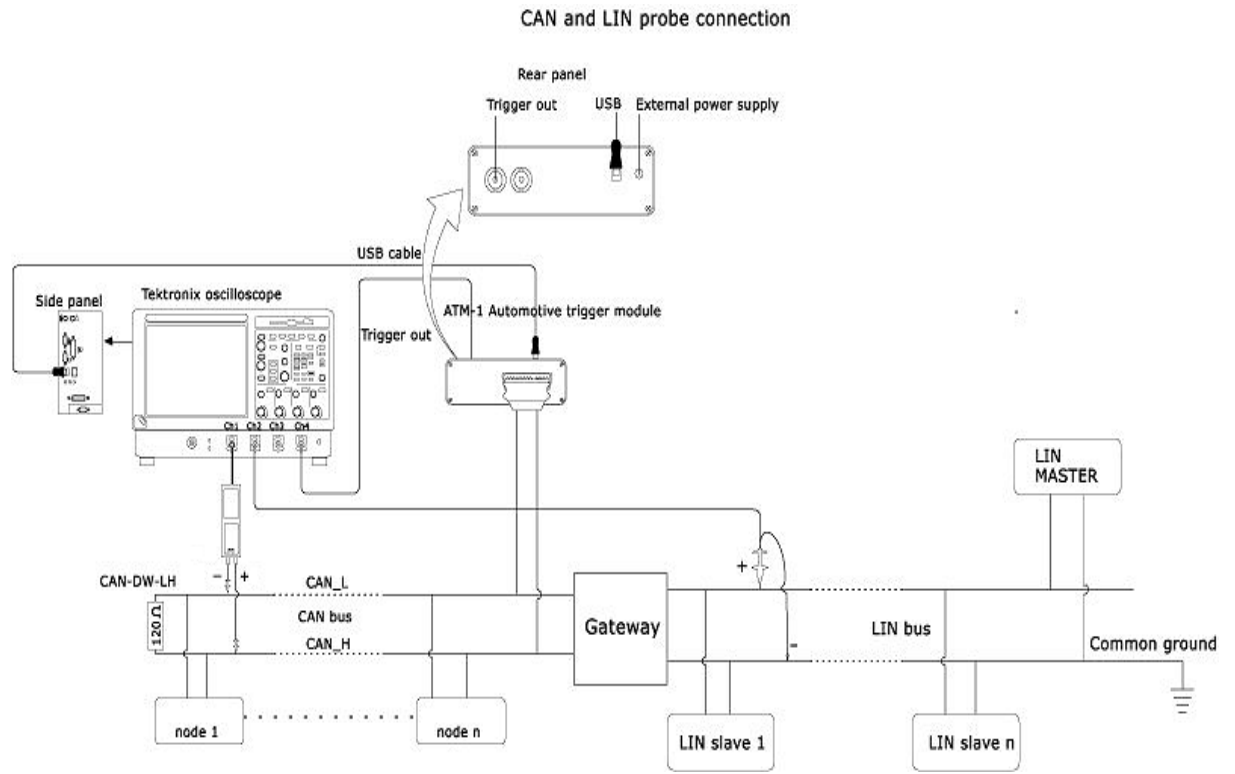 CAN and LIN probe connection
Rear panel
Trigger out
USB
External power supply
USB cable
Side panel
Tektronix oscilloscope
ATM-1 Automotive trigger module
Trigger out
Ch1 Ch2 Ch3 Ch4
LIN
MASTER
- +
+
CAN-DW-LH
CAN_L
120 Ω
CAN bus
CAN_H
Gateway
LIN bus
-
Common ground
node 1
node n
LIN slave 1
LIN slave n